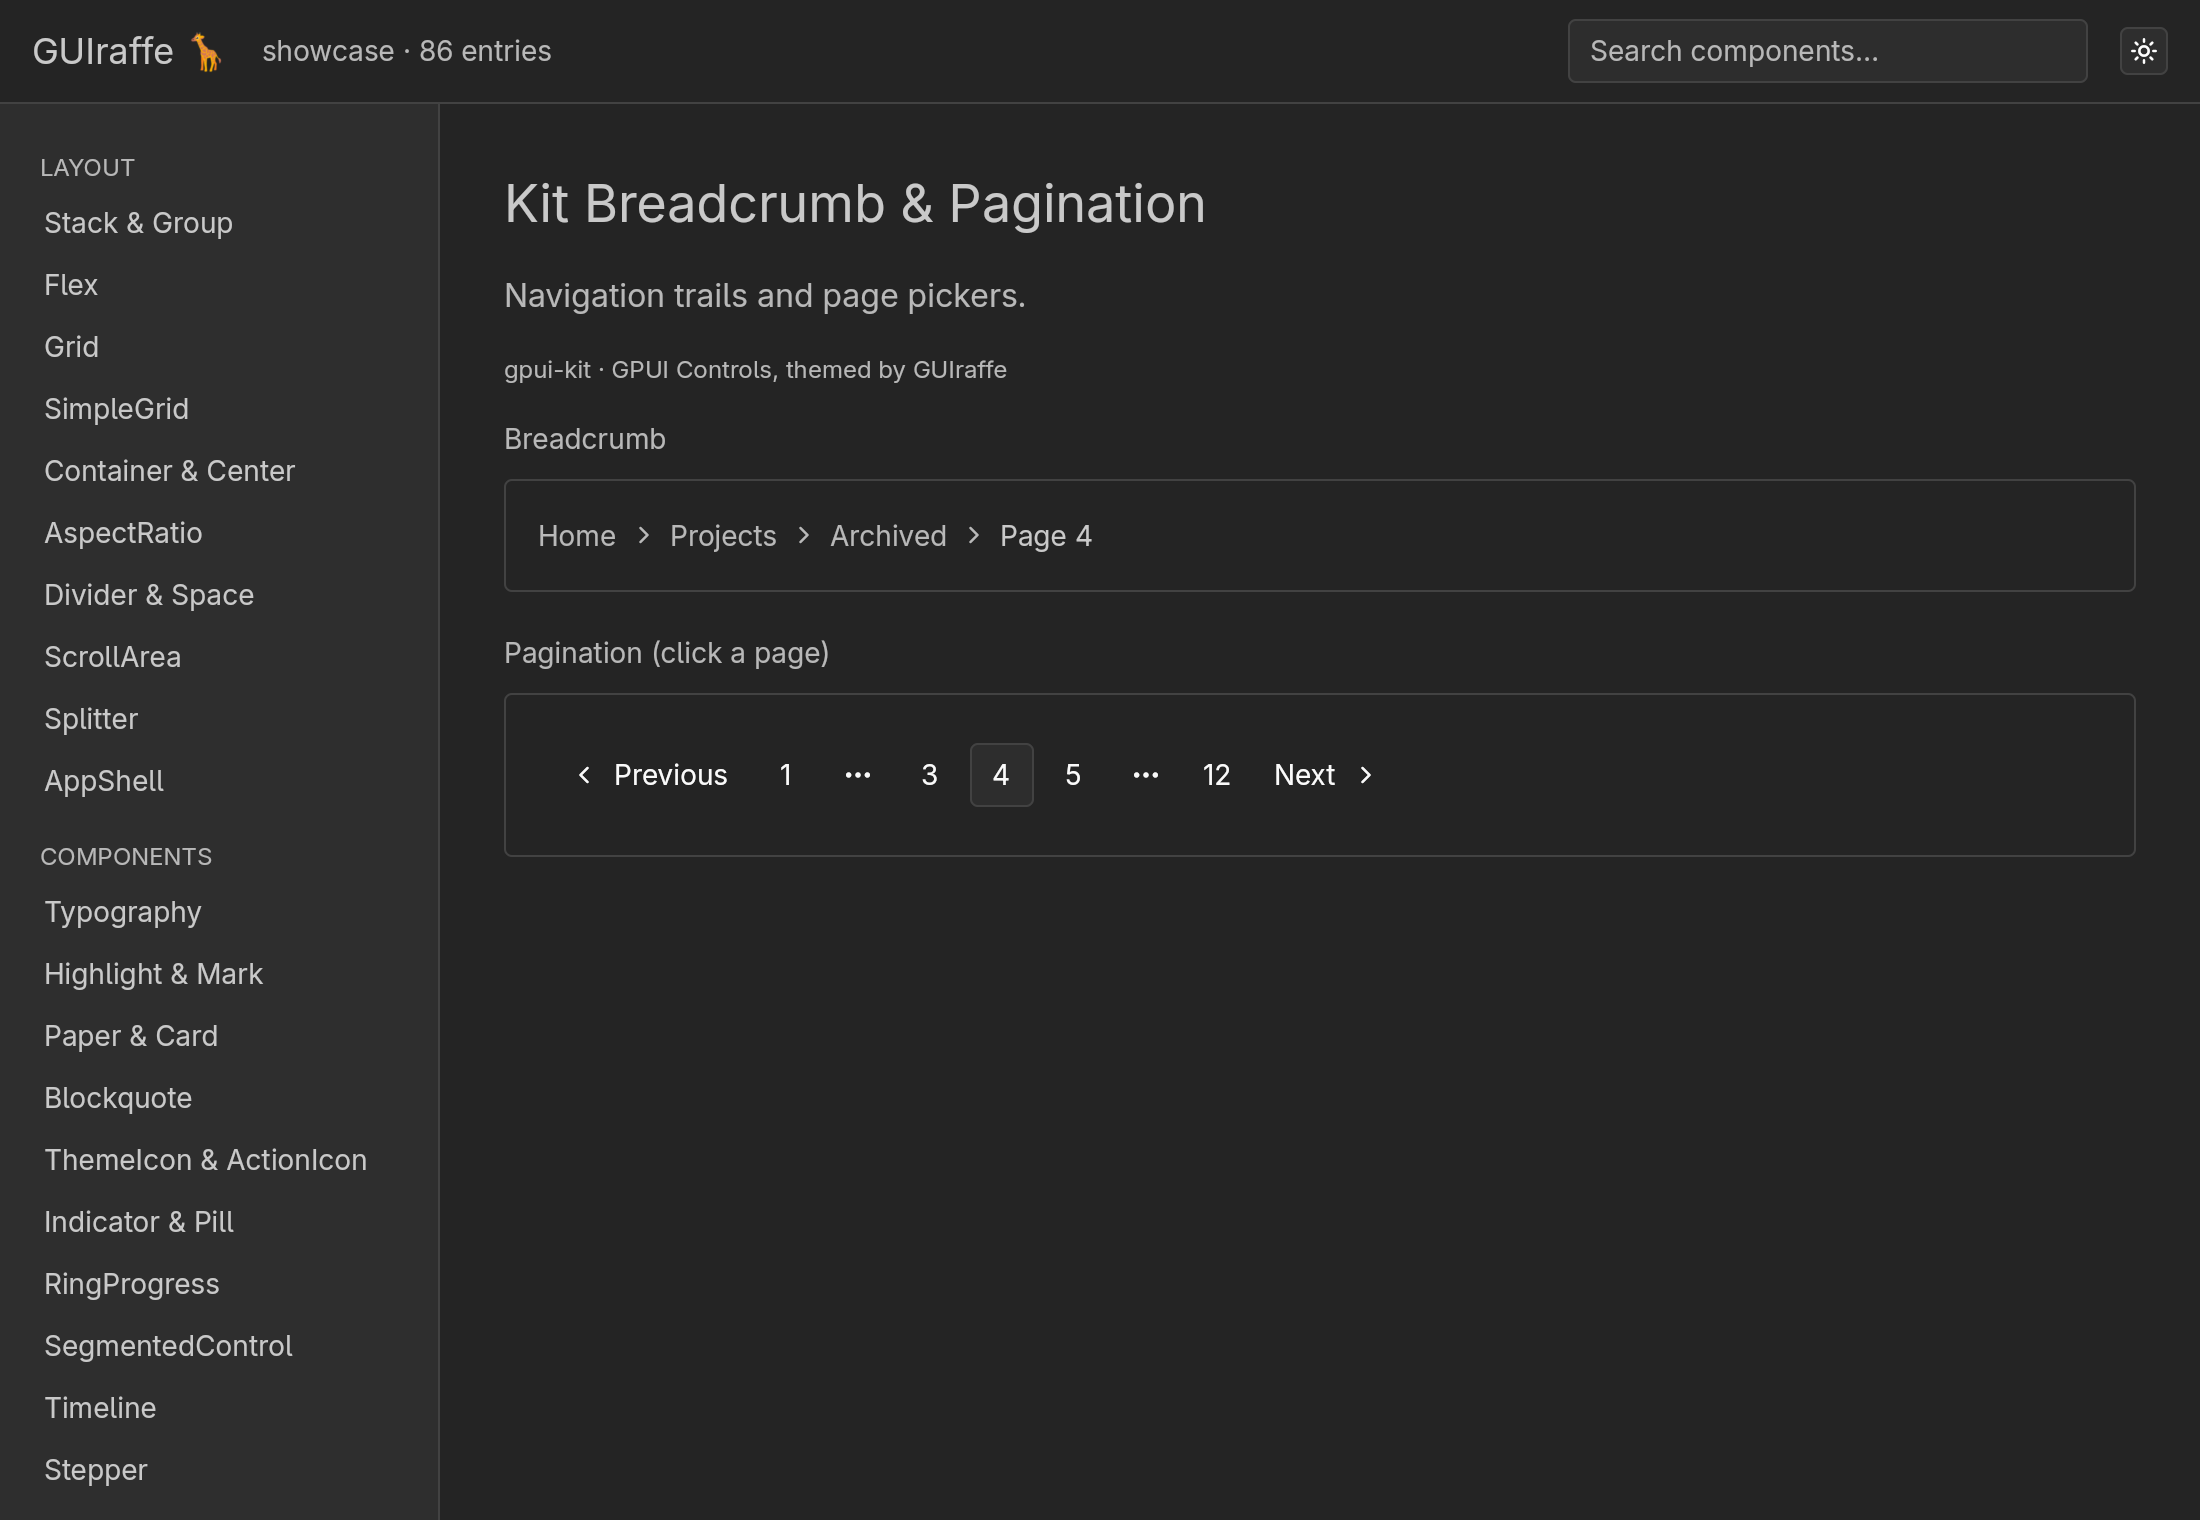 GUIraffe 🦒 showcase · 86 entries
Search components...
LAYOUT
Stack & Group
Flex
Grid
SimpleGrid
Container & Center
AspectRatio
Divider & Space
ScrollArea
Splitter
AppShell
COMPONENTS
Typography
Highlight & Mark
Paper & Card
Blockquote
ThemeIcon & ActionIcon
Indicator & Pill
RingProgress
SegmentedControl
Timeline
Stepper
Kit Breadcrumb & Pagination
Navigation trails and page pickers.
gpui-kit · GPUI Controls, themed by GUIraffe
Breadcrumb
Home > Projects > Archived > Page 4
Pagination (click a page)
< Previous 1 ••• 3 4 5 ••• 12 Next >